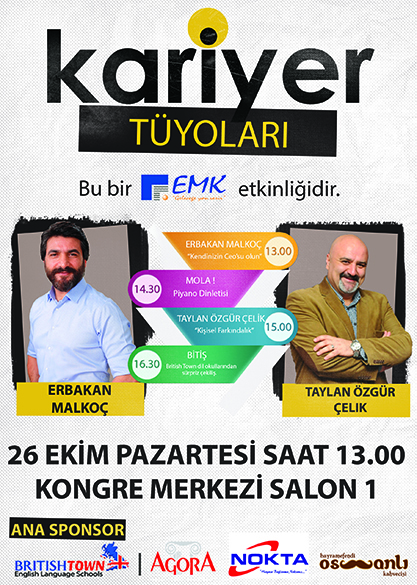 kariyer
TÜYOLARI
Bu bir EMK etkinliğidir.
ERBAKAN MALKOÇ
"Kendinizin Ceo'su olun"
13.00
14.30
MOLA !
Piyano Dinletisi
TAYLAN ÖZGÜR ÇELİK
"Kişisel Farkındalık"
15.00
16.30
BİTİŞ
British Town dil okullarından
sürpriz çekiliş.
ERBAKAN
MALKOÇ
TAYLAN ÖZGÜR
ÇELIK
26 EKİM PAZARTESİ SAAT 13.00
KONGRE MERKEZİ SALON 1
ANA SPONSOR
BRITISHTOWN
English Language Schools
AGORA
NOKTA
hayramefendi
osmanlı
kahvecisi